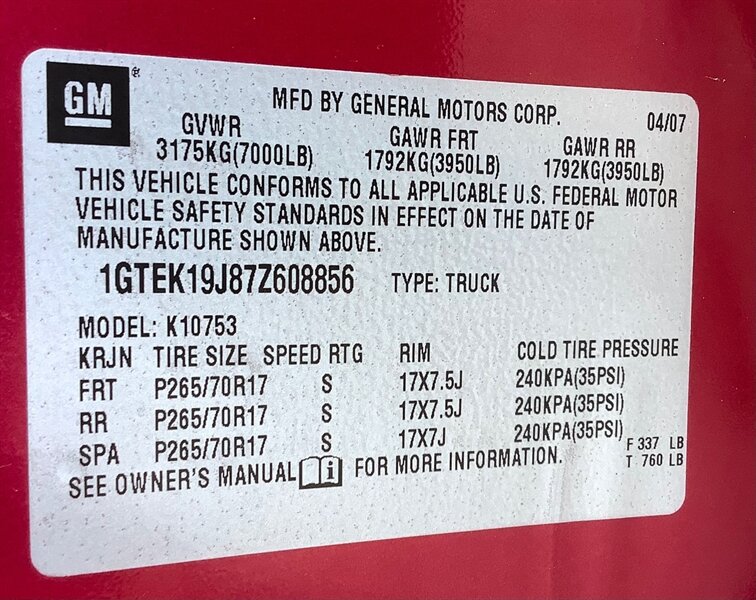 GM®
MFD BY GENERAL MOTORS CORP. 04/07
GVWR GAWR FRT GAWR RR
3175KG(7000LB) 1792KG(3950LB) 1792KG(3950LB)
THIS VEHICLE CONFORMS TO ALL APPLICABLE U.S. FEDERAL MOTOR
VEHICLE SAFETY STANDARDS IN EFFECT ON THE DATE OF
MANUFACTURE SHOWN ABOVE.
1GTEK19J87Z608856 TYPE: TRUCK
MODEL: K10753
KRJN TIRE SIZE SPEED RTG RIM COLD TIRE PRESSURE
FRT P265/70R17 S 17X7.5J 240KPA(35PSI)
RR P265/70R17 S 17X7.5J 240KPA(35PSI)
SPA P265/70R17 S 17X7J 240KPA(35PSI)
F 337 LB
T 760 LB
SEE OWNER'S MANUAL i FOR MORE INFORMATION.